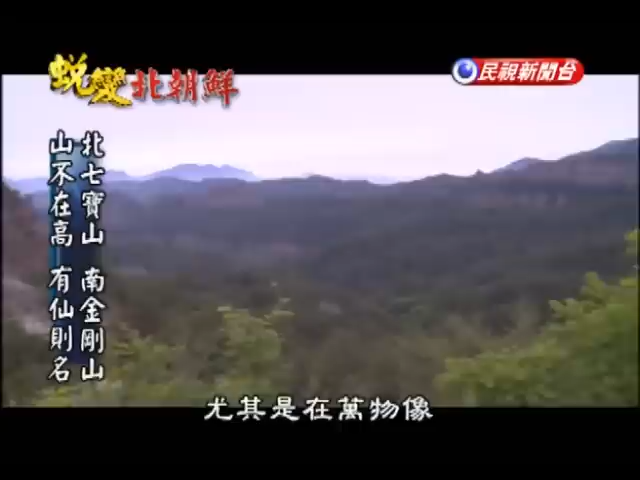 蛻變北朝鮮
民視新聞台
北七寶山 南金剛山
山不在高 有仙則名
尤其是在萬物像